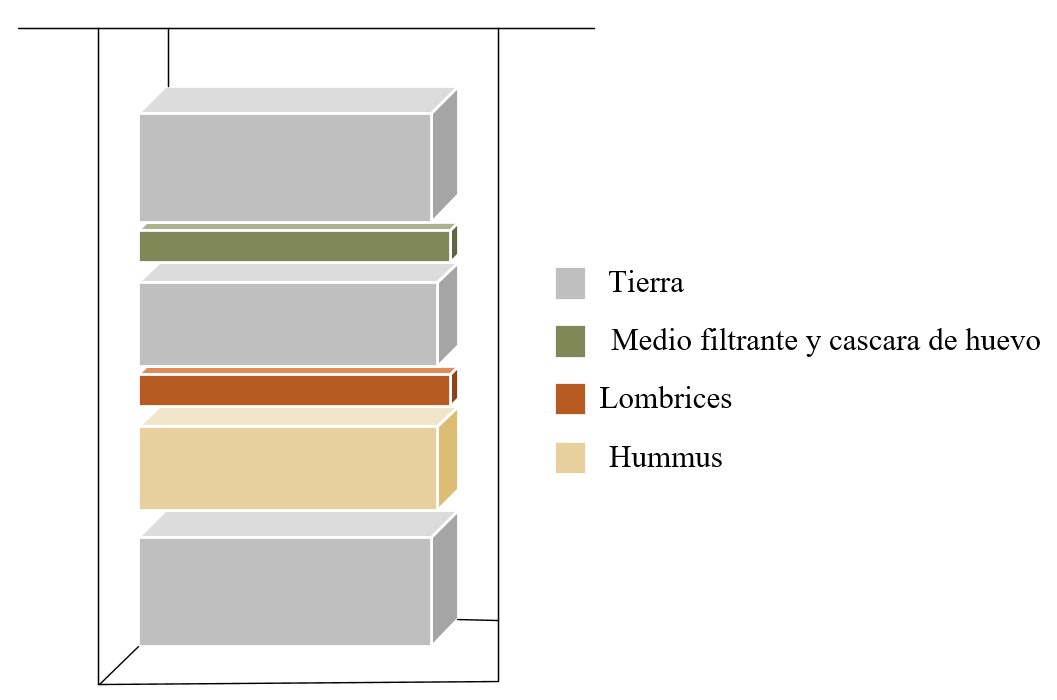 Tierra
Medio filtrante y cascara de huevo
Lombrices
Hummus